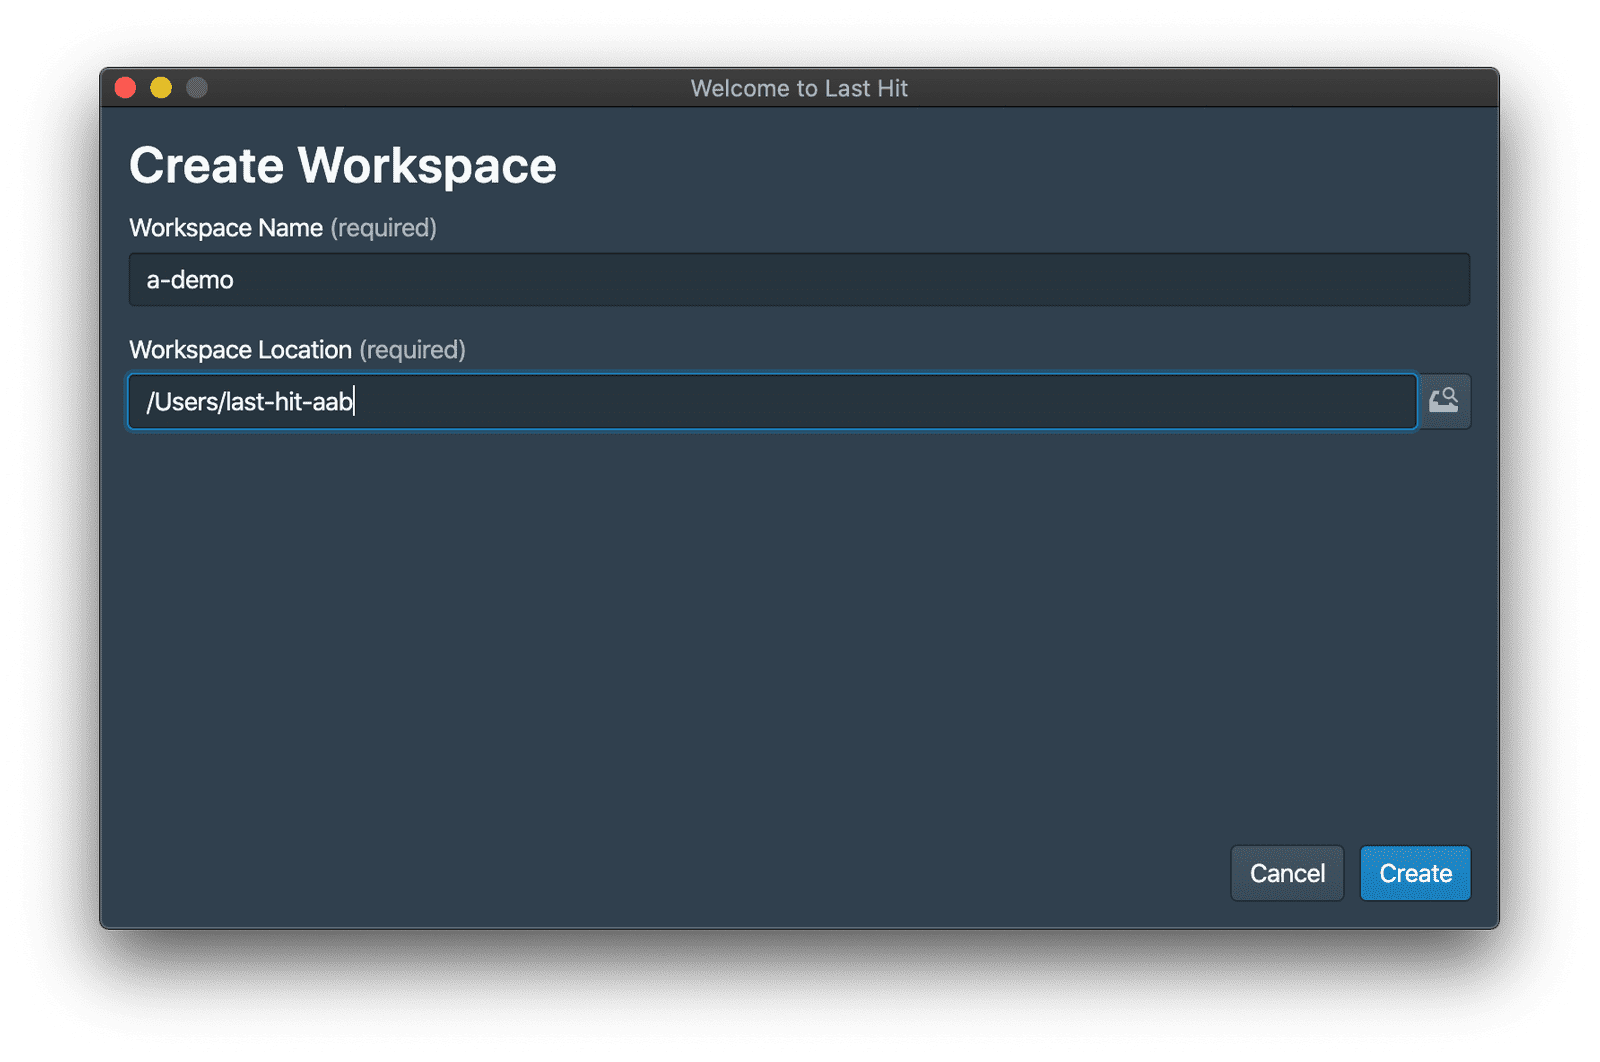 Welcome to Last Hit
Create Workspace
Workspace Name (required)
a-demo
Workspace Location (required)
/Users/last-hit-aab
Cancel
Create